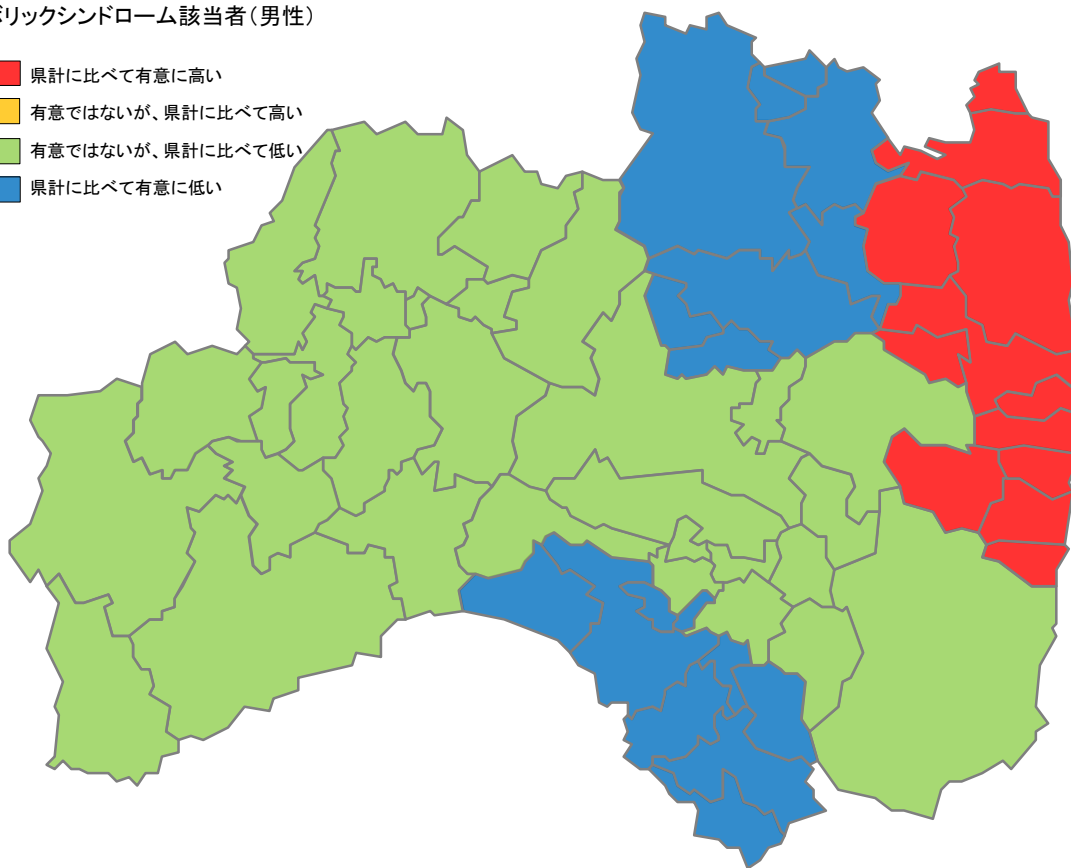 ボリックシンドローム該当者(男性)
県計に比べて有意に高い
有意ではないが、県計に比べて高い
有意ではないが、県計に比べて低い
県計に比べて有意に低い